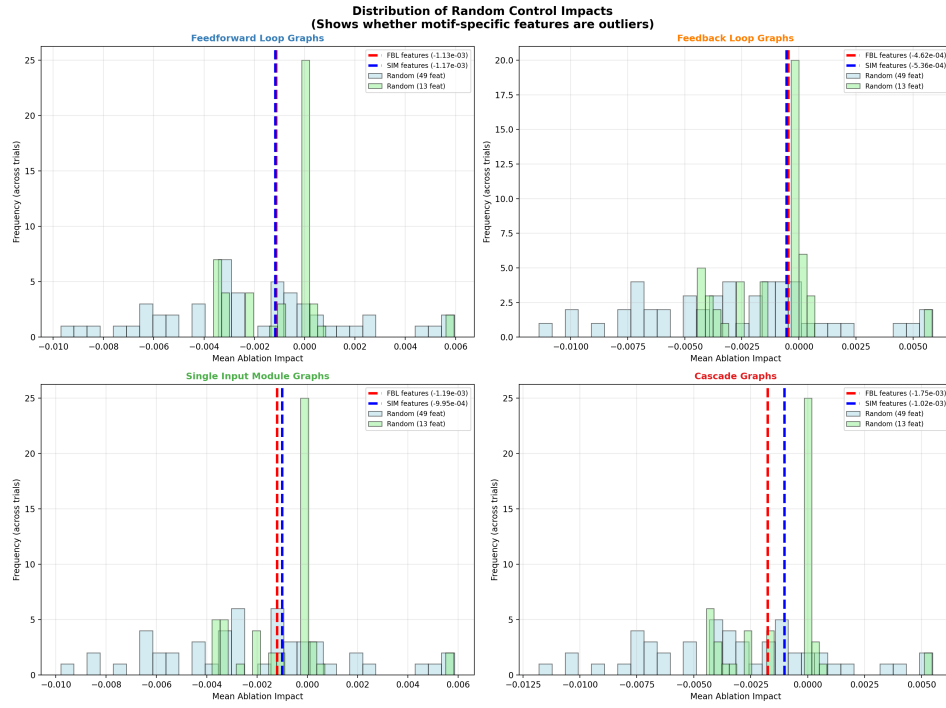 Distribution of Random Control Impacts
(Shows whether motif-specific features are outliers)
Feedforward Loop Graphs
FBL features (-1.13e-03)
SIM features (-1.17e-03)
Random (49 feat)
Random (13 feat)
Frequency (across trials)
25
20
15
10
5
0
−0.010
−0.008
−0.006
−0.004
−0.002
0.000
0.002
0.004
0.006
Mean Ablation Impact
Feedback Loop Graphs
FBL features (-4.62e-04)
SIM features (-5.36e-04)
Random (49 feat)
Random (13 feat)
Frequency (across trials)
20.0
17.5
15.0
12.5
10.0
7.5
5.0
2.5
0.0
−0.0100
−0.0075
−0.0050
−0.0025
0.0000
0.0025
0.0050
Mean Ablation Impact
Single Input Module Graphs
FBL features (-1.19e-03)
SIM features (-9.95e-04)
Random (49 feat)
Random (13 feat)
Frequency (across trials)
25
20
15
10
5
0
−0.010
−0.008
−0.006
−0.004
−0.002
0.000
0.002
0.004
0.006
Mean Ablation Impact
Cascade Graphs
FBL features (-1.75e-03)
SIM features (-1.02e-03)
Random (49 feat)
Random (13 feat)
Frequency (across trials)
25
20
15
10
5
0
−0.0125
−0.0100
−0.0075
−0.0050
−0.0025
0.0000
0.0025
0.0050
Mean Ablation Impact